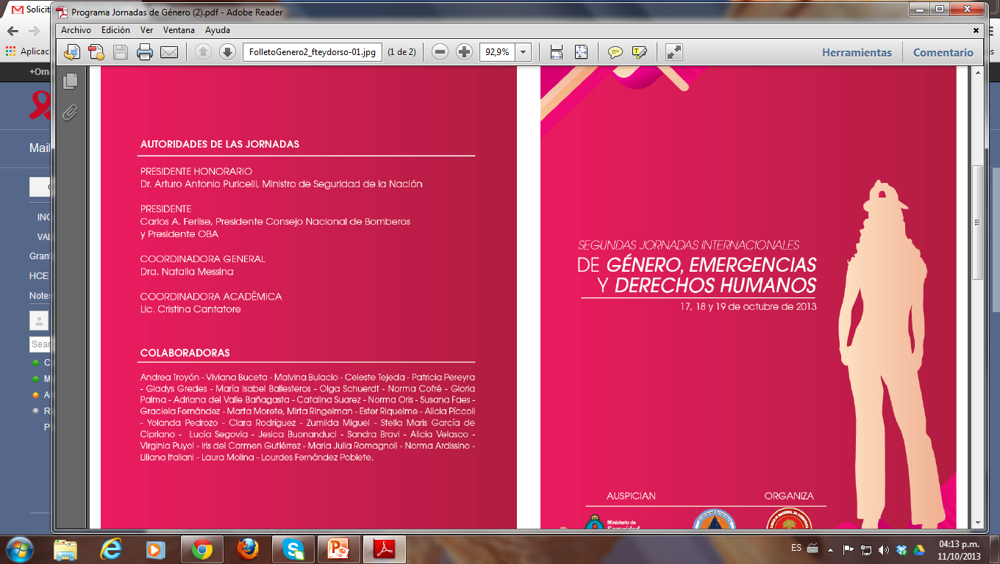 Solicit
Programa Jornadas de Género (2).pdf - Adobe Reader
Archivo Edición Ver Ventana Ayuda
FolletoGenero2_fteydorso-01.jpg (1 de 2) 92,9% Herramientas Comentario
Aplicac
+Oma
Mail
INC
VAL
Grant
HCE
Notes
Sear
C
M
A
R
P
AUTORIDADES DE LAS JORNADAS
PRESIDENTE HONORARIO
Dr. Arturo Antonio Puricelli, Ministro de Seguridad de la Nación
PRESIDENTE
Carlos A. Ferlise, Presidente Consejo Nacional de Bomberos
y Presidente OBA
COORDINADORA GENERAL
Dra. Natalia Messina
COORDINADORA ACADÉMICA
Lic. Cristina Cantatore
COLABORADORAS
Andrea Troyón - Viviana Buceta - Malvina Bulacio - Celeste Tejeda - Patricia Pereyra
- Gladys Gredes - María Isabel Ballesteros - Olga Schuerdt - Norma Cofré - Gloria
Palma - Adriana del Valle Bañagasta - Catalina Suarez - Norma Oris - Susana Faes -
Graciela Fernández - Marta Morete, Mirta Ringelman - Ester Riquelme - Alicia Píccoli
- Yolanda Pedrozo - Clara Rodríguez - Zumilda Miguel - Stella Maris García de
Cipriano - Lucía Segovia - Jesica Buonanduci - Sandra Bravi - Alicia Velasco -
Virginia Puyol - Iris del Carmen Gutiérrez - Maria Julia Romagnoli - Norma Ardissino -
Liliana Italiani - Laura Molina - Lourdes Fernández Poblete.
SEGUNDAS JORNADAS INTERNACIONALES
DE GÉNERO, EMERGENCIAS
Y DERECHOS HUMANOS
17, 18 y 19 de octubre de 2013
AUSPICIAN ORGANIZA
Ministerio de
Seguridad
ES 04:13 p.m.
11/10/2013